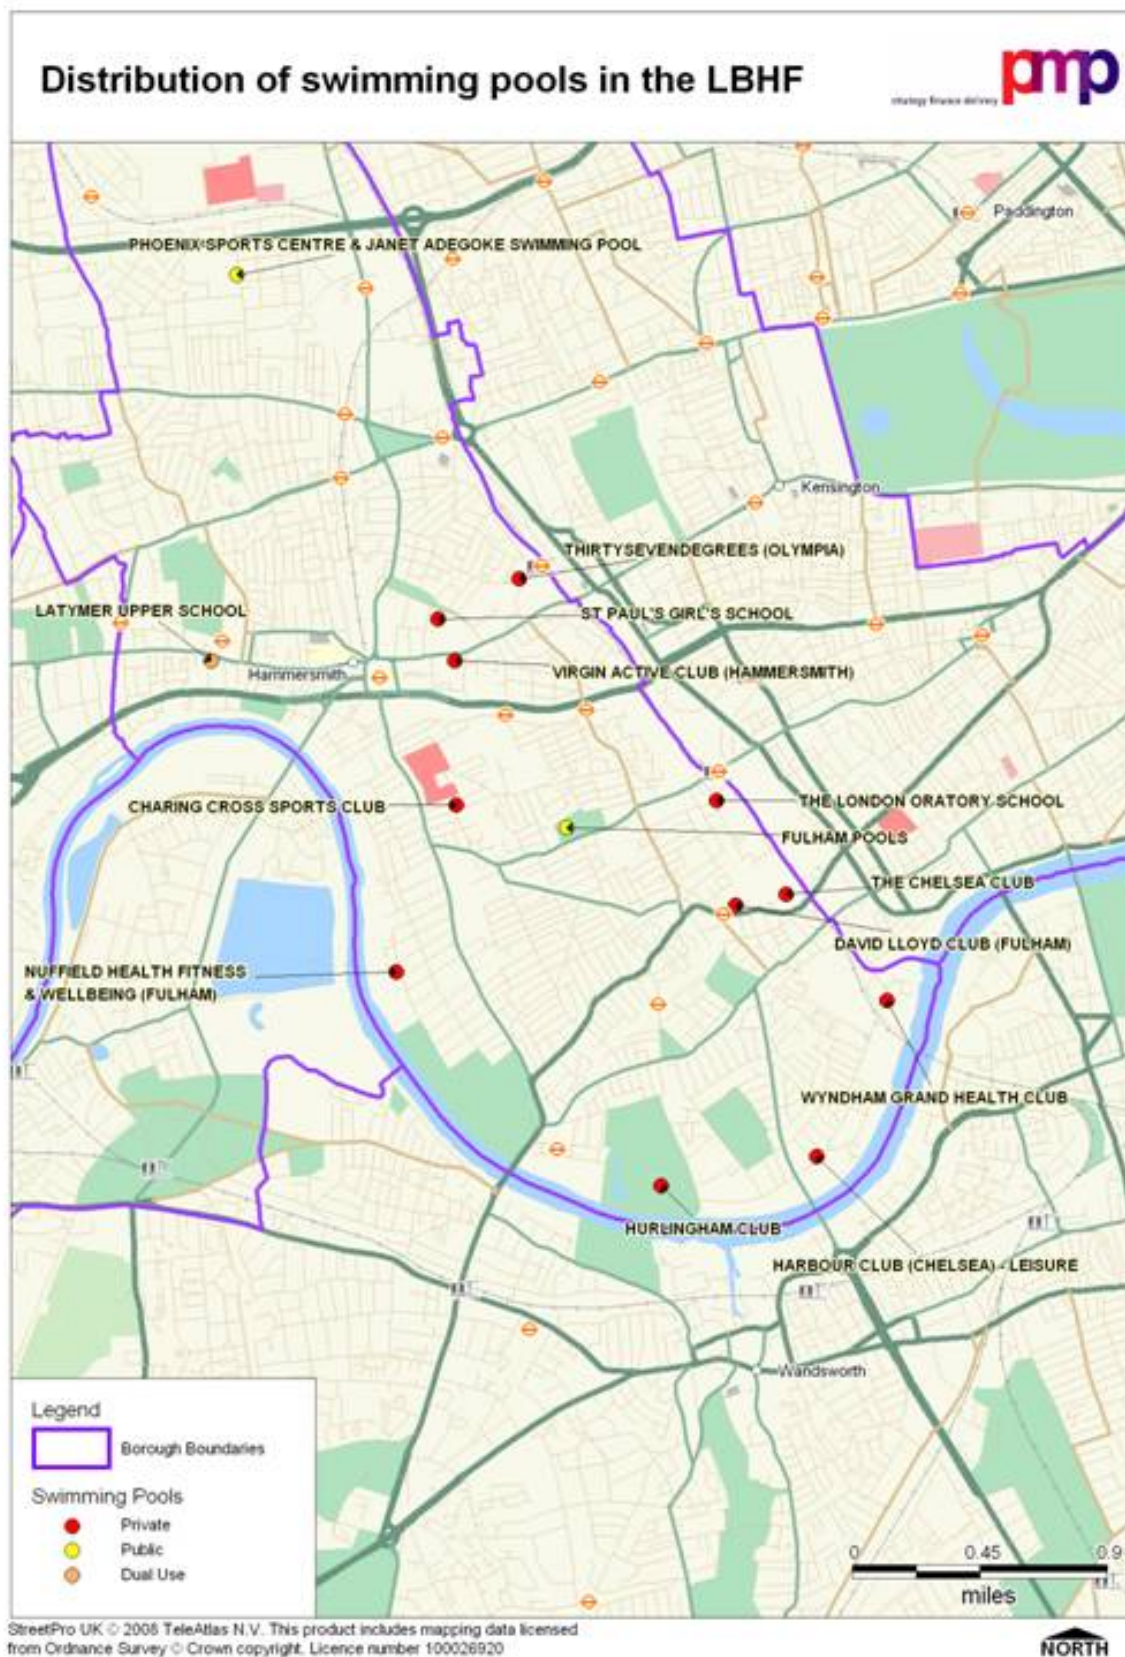 Distribution of swimming pools in the LBHF
pmp
strategy finance delivery
Paddington
PHOENIX SPORTS CENTRE & JANET ADEGOKE SWIMMING POOL
Kensington
THIRTYSEVENDEGREES (OLYMPIA)
LATYMER UPPER SCHOOL
ST PAUL'S GIRL'S SCHOOL
Hammersmith
VIRGIN ACTIVE CLUB (HAMMERSMITH)
CHARING CROSS SPORTS CLUB
THE LONDON ORATORY SCHOOL
FULHAM POOLS
THE CHELSEA CLUB
DAVID LLOYD CLUB (FULHAM)
NUFFIELD HEALTH FITNESS
& WELLBEING (FULHAM)
WYNDHAM GRAND HEALTH CLUB
HURLINGHAM CLUB
HARBOUR CLUB (CHELSEA) - LEISURE
Wandsworth
Legend
Borough Boundaries
Swimming Pools
Private
Public
Dual Use
0 0.45 0.9
miles
StreetPro UK © 2008 TeleAtlas N.V. This product includes mapping data licensed
from Ordnance Survey © Crown copyright. Licence number 100026920
NORTH